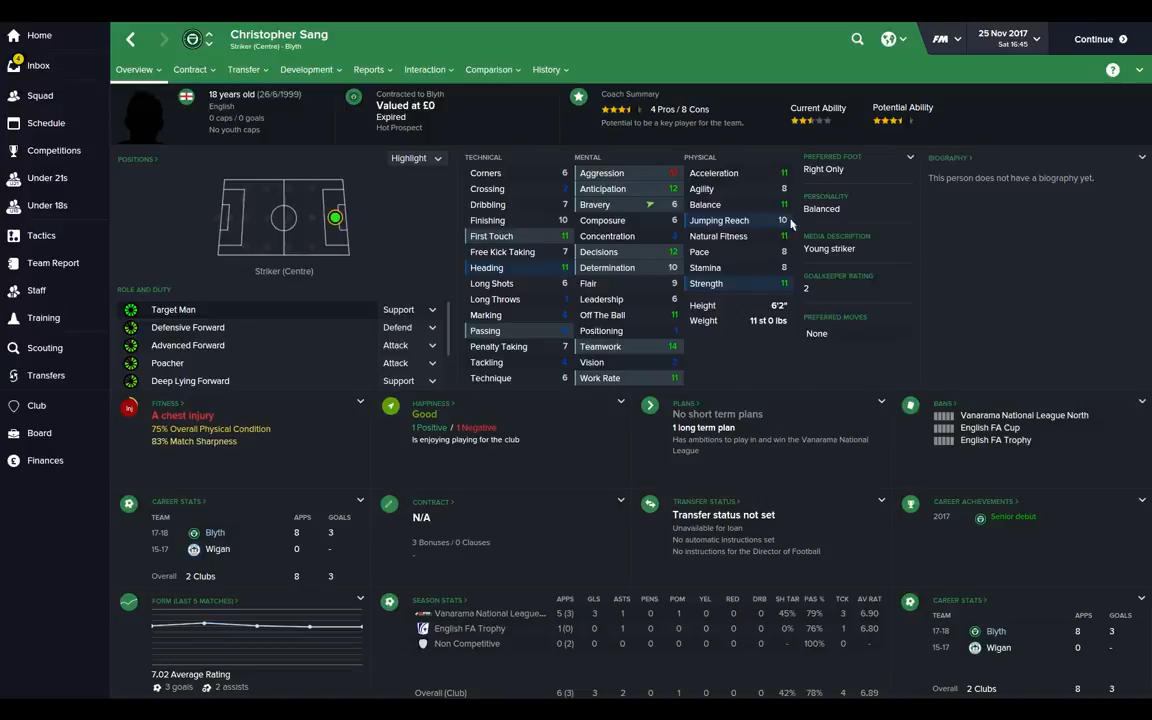 Home
Inbox
4
Squad
Schedule
Competitions
Under 21s
Under 18s
Tactics
Team Report
Staff
Training
Scouting
Transfers
Club
Board
Finances
Christopher Sang
Striker (Centre) - Blyth
FM
25 Nov 2017
Sat 16:45
Continue
Overview
Contract
Transfer
Development
Reports
Interaction
Comparison
History
?
18 years old (26/6/1999)
English
0 caps / 0 goals
No youth caps
Contracted to Blyth
Valued at £0
Expired
Hot Prospect
Coach Summary
4 Pros / 8 Cons
Potential to be a key player for the team.
Current Ability
Potential Ability
POSITIONS >
Highlight
Striker (Centre)
ROLE AND DUTY
Target Man Support
Defensive Forward Defend
Advanced Forward Attack
Poacher Attack
Deep Lying Forward Support
TECHNICAL
Corners 6
Crossing 2
Dribbling 7
Finishing 10
First Touch 11
Free Kick Taking 7
Heading 11
Long Shots 6
Long Throws 1
Marking 4
Passing
Penalty Taking 7
Tackling 4
Technique 6
MENTAL
Aggression
Anticipation 12
Bravery 6
Composure 6
Concentration
Decisions 12
Determination 10
Flair 9
Leadership 6
Off The Ball 11
Positioning 1
Teamwork 14
Vision 2
Work Rate 11
PHYSICAL
Acceleration 11
Agility 8
Balance 11
Jumping Reach 10
Natural Fitness 11
Pace 8
Stamina 8
Strength 11
Height 6'2"
Weight 11 st 0 lbs
PREFERRED FOOT
Right Only
PERSONALITY
Balanced
MEDIA DESCRIPTION
Young striker
GOALKEEPER RATING
2
PREFERRED MOVES
None
BIOGRAPHY >
This person does not have a biography yet.
Inj
FITNESS >
A chest injury
75% Overall Physical Condition
83% Match Sharpness
HAPPINESS >
Good
1 Positive / 1 Negative
Is enjoying playing for the club
PLANS >
No short term plans
1 long term plan
Has ambitions to play in and win the Vanarama National
League
BANS >
Vanarama National League North
English FA Cup
English FA Trophy
CAREER STATS >
TEAM APPS GOALS
17-18 Blyth 8 3
15-17 Wigan 0 -
Overall 2 Clubs 8 3
CONTRACT >
N/A
3 Bonuses / 0 Clauses
-
TRANSFER STATUS >
Transfer status not set
Unavailable for loan
No automatic instructions set
No instructions for the Director of Football
CAREER ACHIEVEMENTS >
2017 Senior debut
FORM (LAST 5 MATCHES) >
7.02 Average Rating
3 goals 2 assists
SEASON STATS >
APPS GLS ASTS PENS POM YEL RED DRB SH TAR PAS % TCK AV RAT
Vanarama National League... 5 (3) 3 1 0 1 0 0 0 45% 79% 3 6.90
English FA Trophy 1 (0) 0 1 0 0 0 0 0 0% 76% 1 6.80
Non Competitive 0 (2) 0 0 0 0 0 0 0 - 100% 0 -
Overall (Club) 6 (3) 3 2 0 1 0 0 0 42% 78% 4 6.89
CAREER STATS >
TEAM APPS GOALS
17-18 Blyth 8 3
15-17 Wigan 0 -
Overall 2 Clubs 8 3